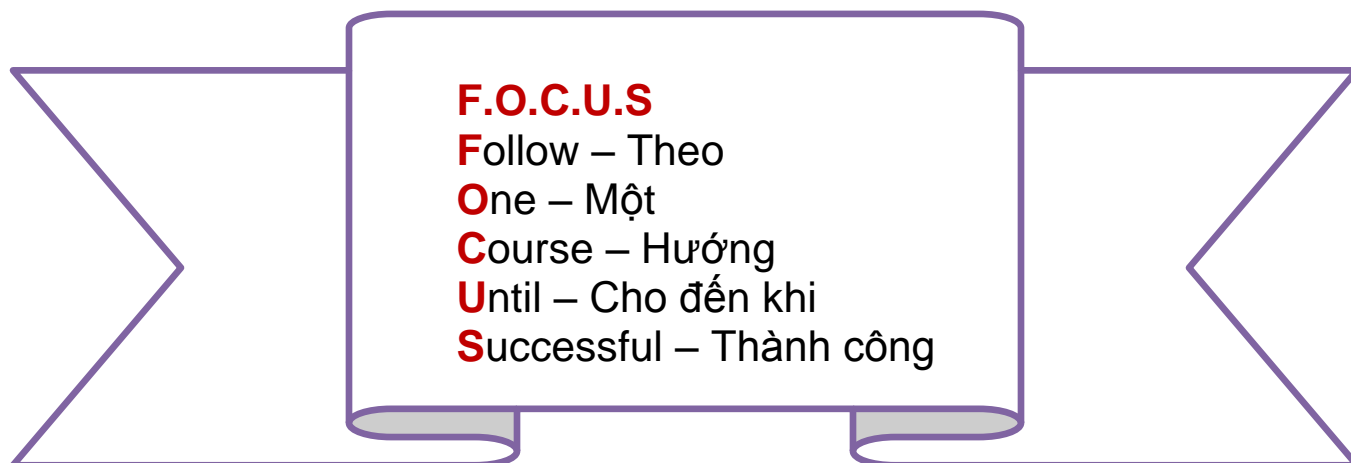 F.O.C.U.S
Follow – Theo
One – Một
Course – Hướng
Until – Cho đến khi
Successful – Thành công